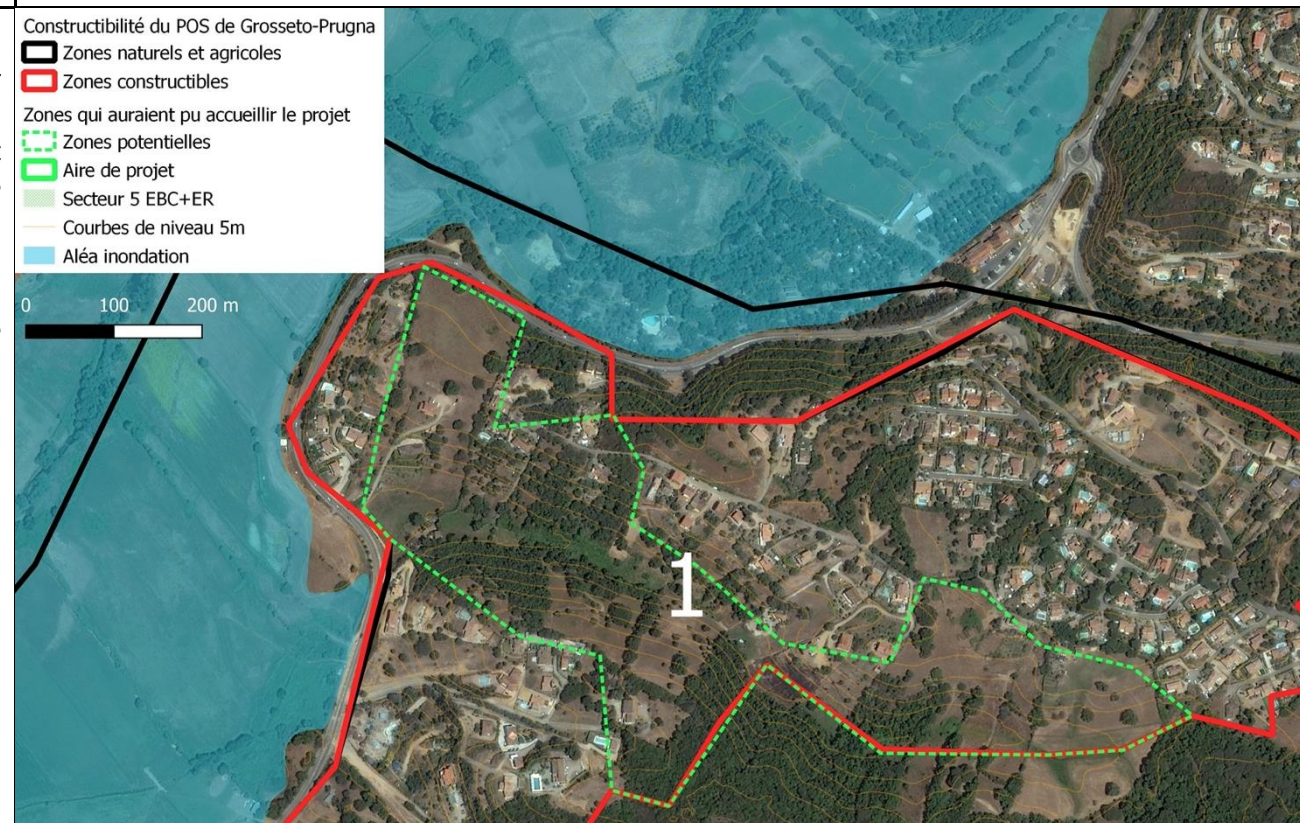 Constructibilité du POS de Grosseto-Prugna
Zones naturels et agricoles
Zones constructibles
Zones qui auraient pu accueillir le projet
Zones potentielles
Aire de projet
Secteur 5 EBC+ER
Courbes de niveau 5m
Aléa inondation
0 100 200 m
1